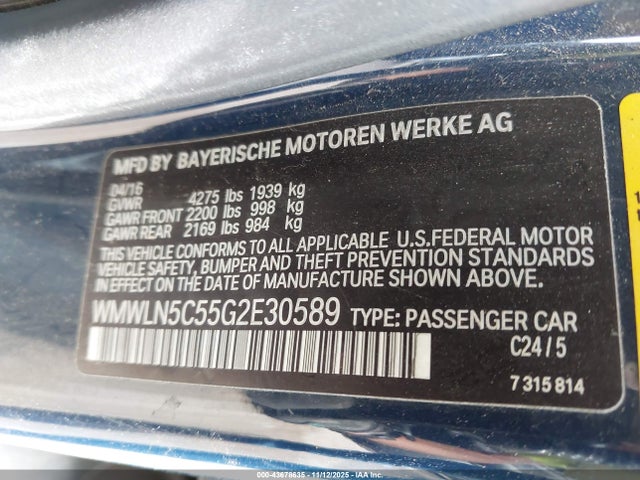 MFD BY BAYERISCHE MOTOREN WERKE AG
04/16
GVWR 4275 lbs 1939 kg
GAWR FRONT 2200 lbs 998 kg
GAWR REAR 2169 lbs 984 kg
THIS VEHICLE CONFORMS TO ALL APPLICABLE U.S.FEDERAL MOTOR
VEHICLE SAFETY, BUMPER, AND THEFT PREVENTION STANDARDS
IN EFFECT ON THE DATE OF MANUFACTURE SHOWN ABOVE.
WMWLN5C55G2E30589 TYPE: PASSENGER CAR
C24/5
7 315 814
000-43678635 - 11/12/2025 - IAAI.COM